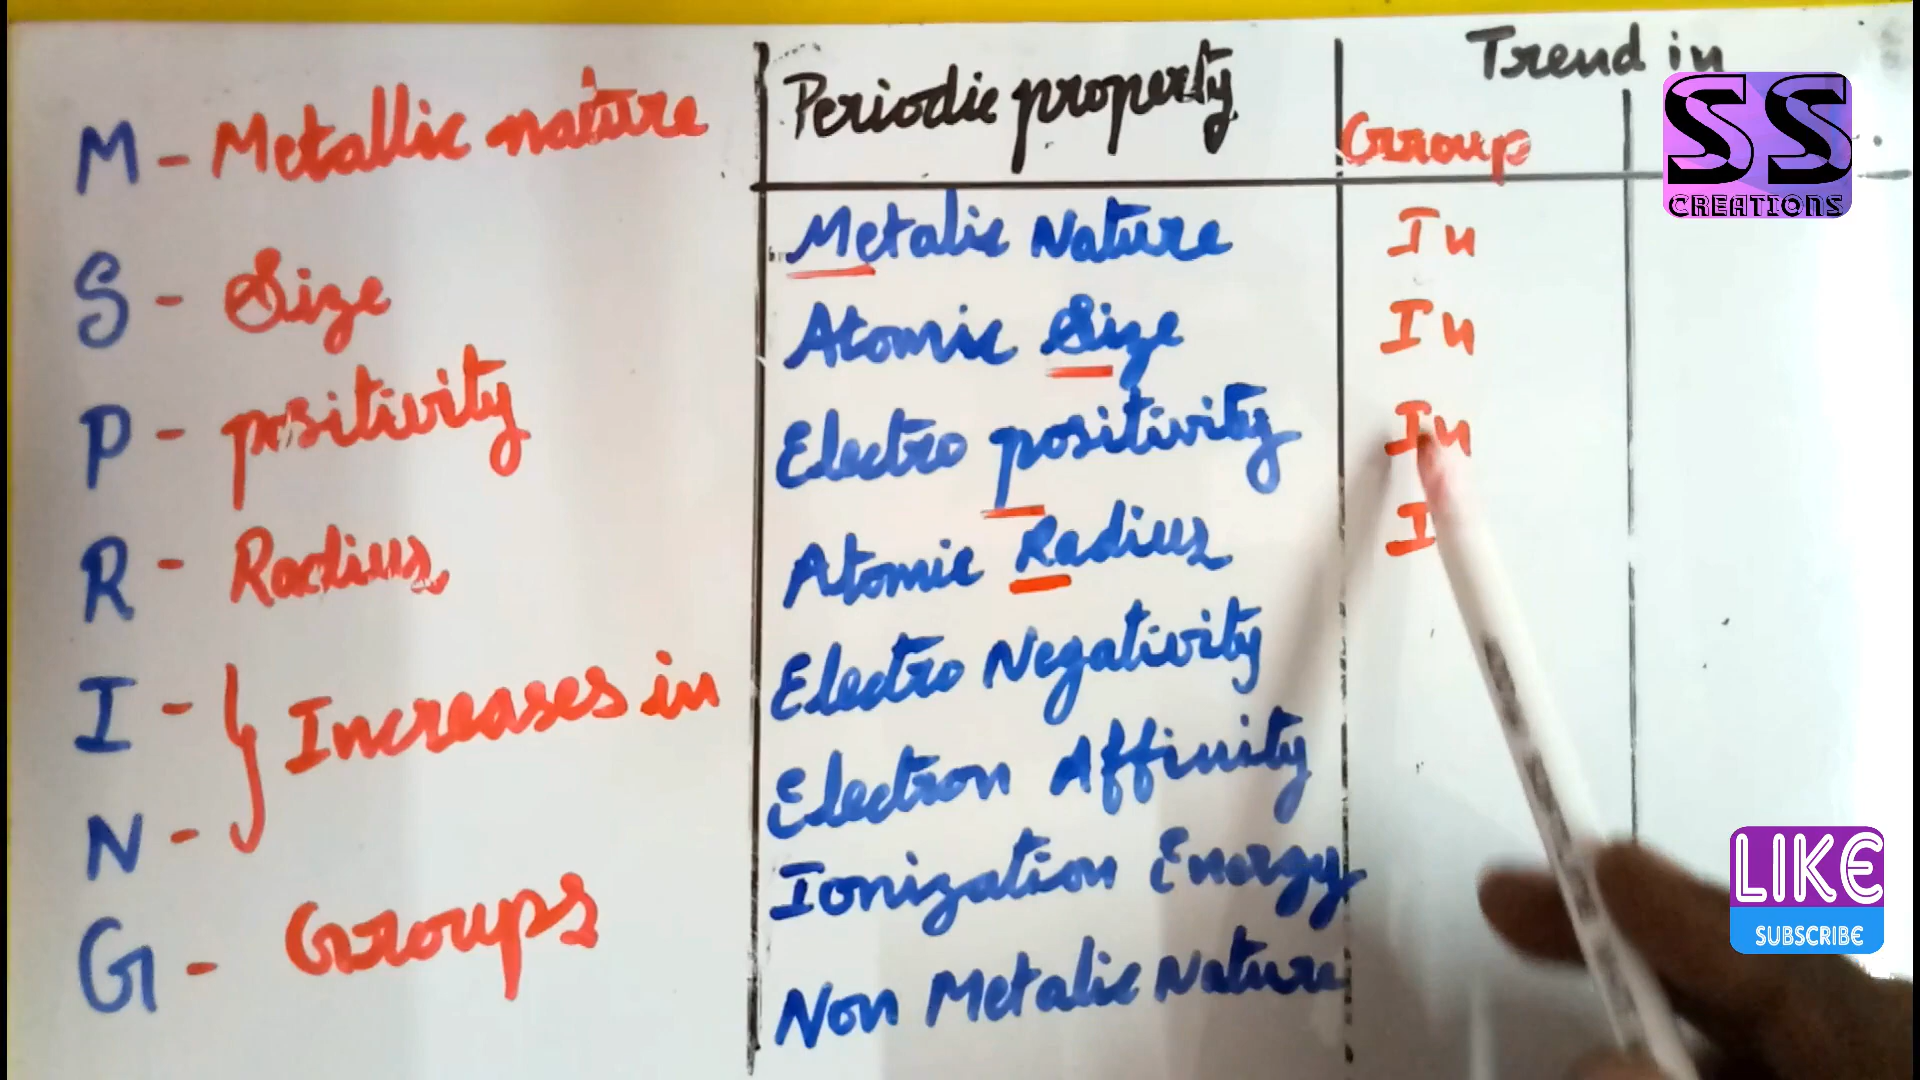 M - Metallic nature
S - Size
P - positivity
R - Radius
I -
N -
Increases in
G - Groups
Periodic property
Trend in
Group
Metalic Nature In
Atomic Size In
Electro positivity In
Atomic Radius I
Electro Negativity
Electron Affinity
Ionization Energy
Non Metalic Nature
SS
CREATIONS
LIKE
SUBSCRIBE